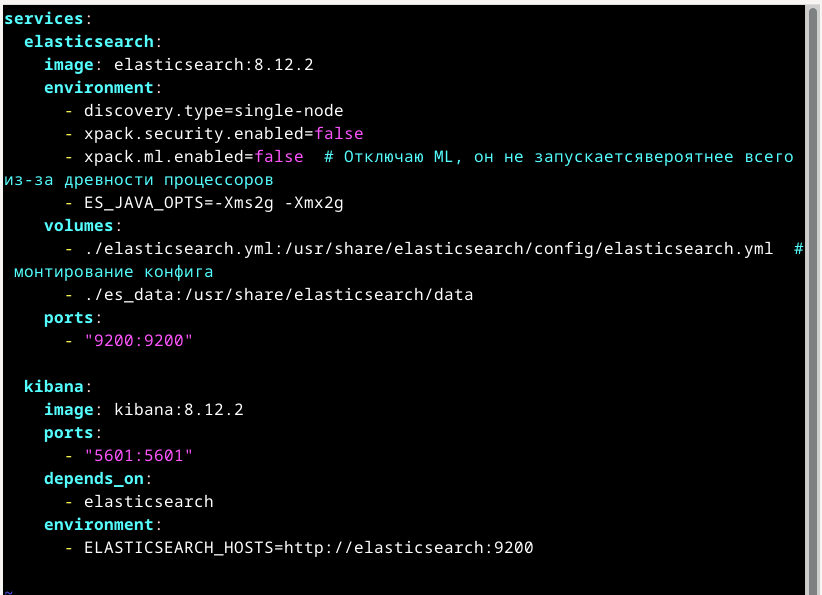 services:
  elasticsearch:
    image: elasticsearch:8.12.2
    environment:
      - discovery.type=single-node
      - xpack.security.enabled=false
      - xpack.ml.enabled=false  # Отключаю ML, он не запускаетсявероятнее всего
из-за древности процессоров
      - ES_JAVA_OPTS=-Xms2g -Xmx2g
    volumes:
      - ./elasticsearch.yml:/usr/share/elasticsearch/config/elasticsearch.yml  #
 монтирование конфига
      - ./es_data:/usr/share/elasticsearch/data
    ports:
      - "9200:9200"

  kibana:
    image: kibana:8.12.2
    ports:
      - "5601:5601"
    depends_on:
      - elasticsearch
    environment:
      - ELASTICSEARCH_HOSTS=http://elasticsearch:9200

~